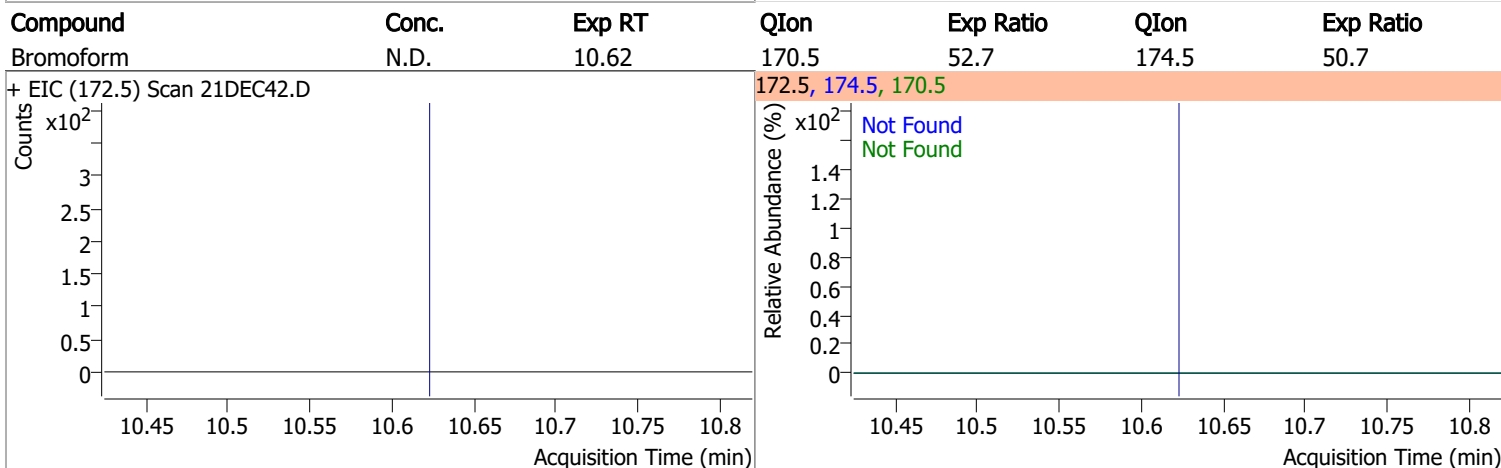 Compound Conc. Exp RT QIon Exp Ratio QIon Exp Ratio
Bromoform N.D. 10.62 170.5 52.7 174.5 50.7
+ EIC (172.5) Scan 21DEC42.D
Counts
x10²
3
2.5
2
1.5
1
0.5
0
10.45 10.5 10.55 10.6 10.65 10.7 10.75 10.8
Acquisition Time (min)
172.5, 174.5, 170.5
Relative Abundance (%)
x10²
Not Found
Not Found
1.4
1.2
1
0.8
0.6
0.4
0.2
0
10.45 10.5 10.55 10.6 10.65 10.7 10.75 10.8
Acquisition Time (min)